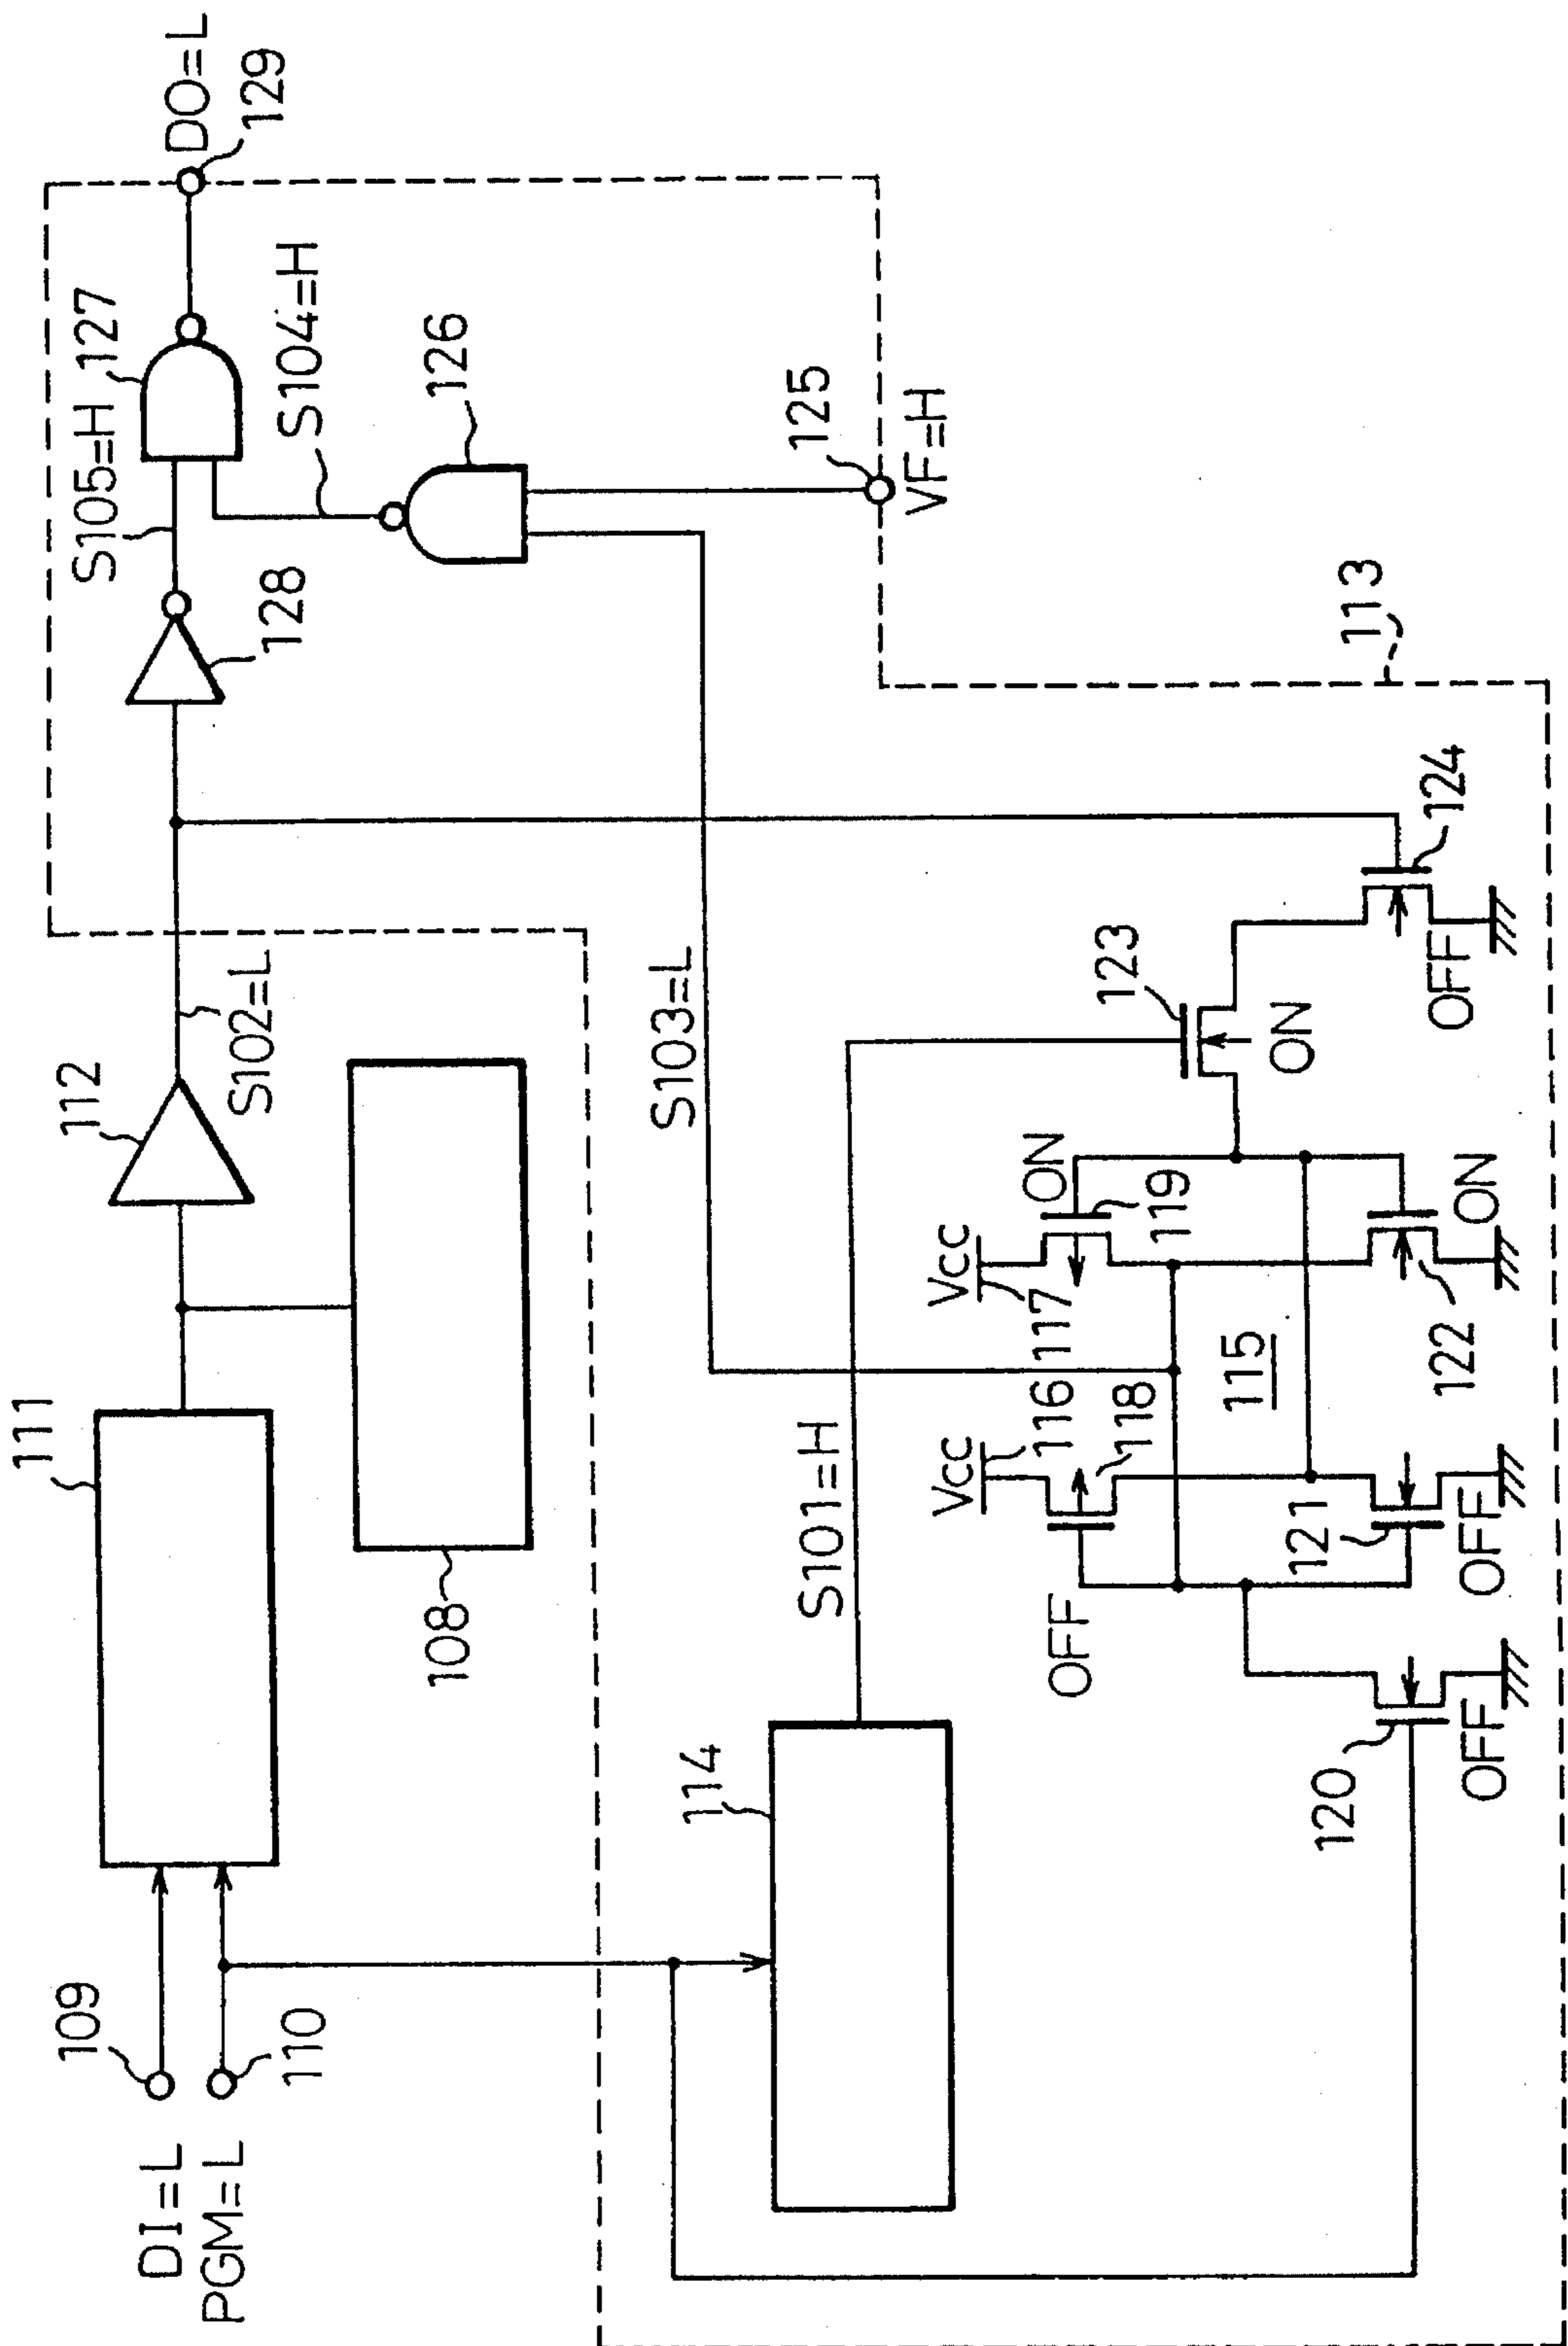 DI=L
109
PGM=L
110
111
108
112
S102=L
128
S105=H
127
S104=H
126
DO=L
129
125
VF=H
113
114
S101=H
S103=L
Vcc
116
118
OFF
Vcc
117
119
ON
115
120
OFF
121
OFF
122
ON
123
ON
124
OFF